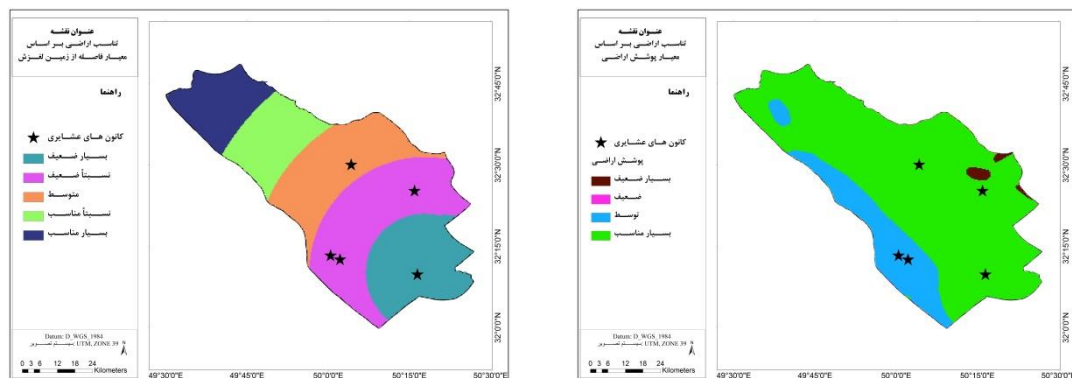 عنوان نقشه
تناسب اراضی بر اساس
معیار فاصله از زمین لغزش
راهنما
کانون های عشایری
بسیار ضعیف
نسبتاً ضعیف
متوسط
نسبتاً مناسب
بسیار مناسب
Datum: D_WGS_1984
سیستم تصویر: UTM, ZONE 39
N
0 3 6 12 18 24
Kilometers
49°30'0"E 49°45'0"E 50°0'0"E 50°15'0"E 50°30'0"E
32°45'0"N
32°30'0"N
32°15'0"N
32°0'0"N
عنوان نقشه
تناسب اراضی بر اساس
معیار پوشش اراضی
راهنما
کانون های عشایری
پوشش اراضی
بسیار ضعیف
ضعیف
توسط
بسیار مناسب
Datum: D_WGS_1984
سیستم تصویر: UTM, ZONE 39
N
0 3 6 12 18 24
Kilometers
49°30'0"E 49°45'0"E 50°0'0"E 50°15'0"E 50°30'0"E
32°45'0"N
32°30'0"N
32°15'0"N
32°0'0"N